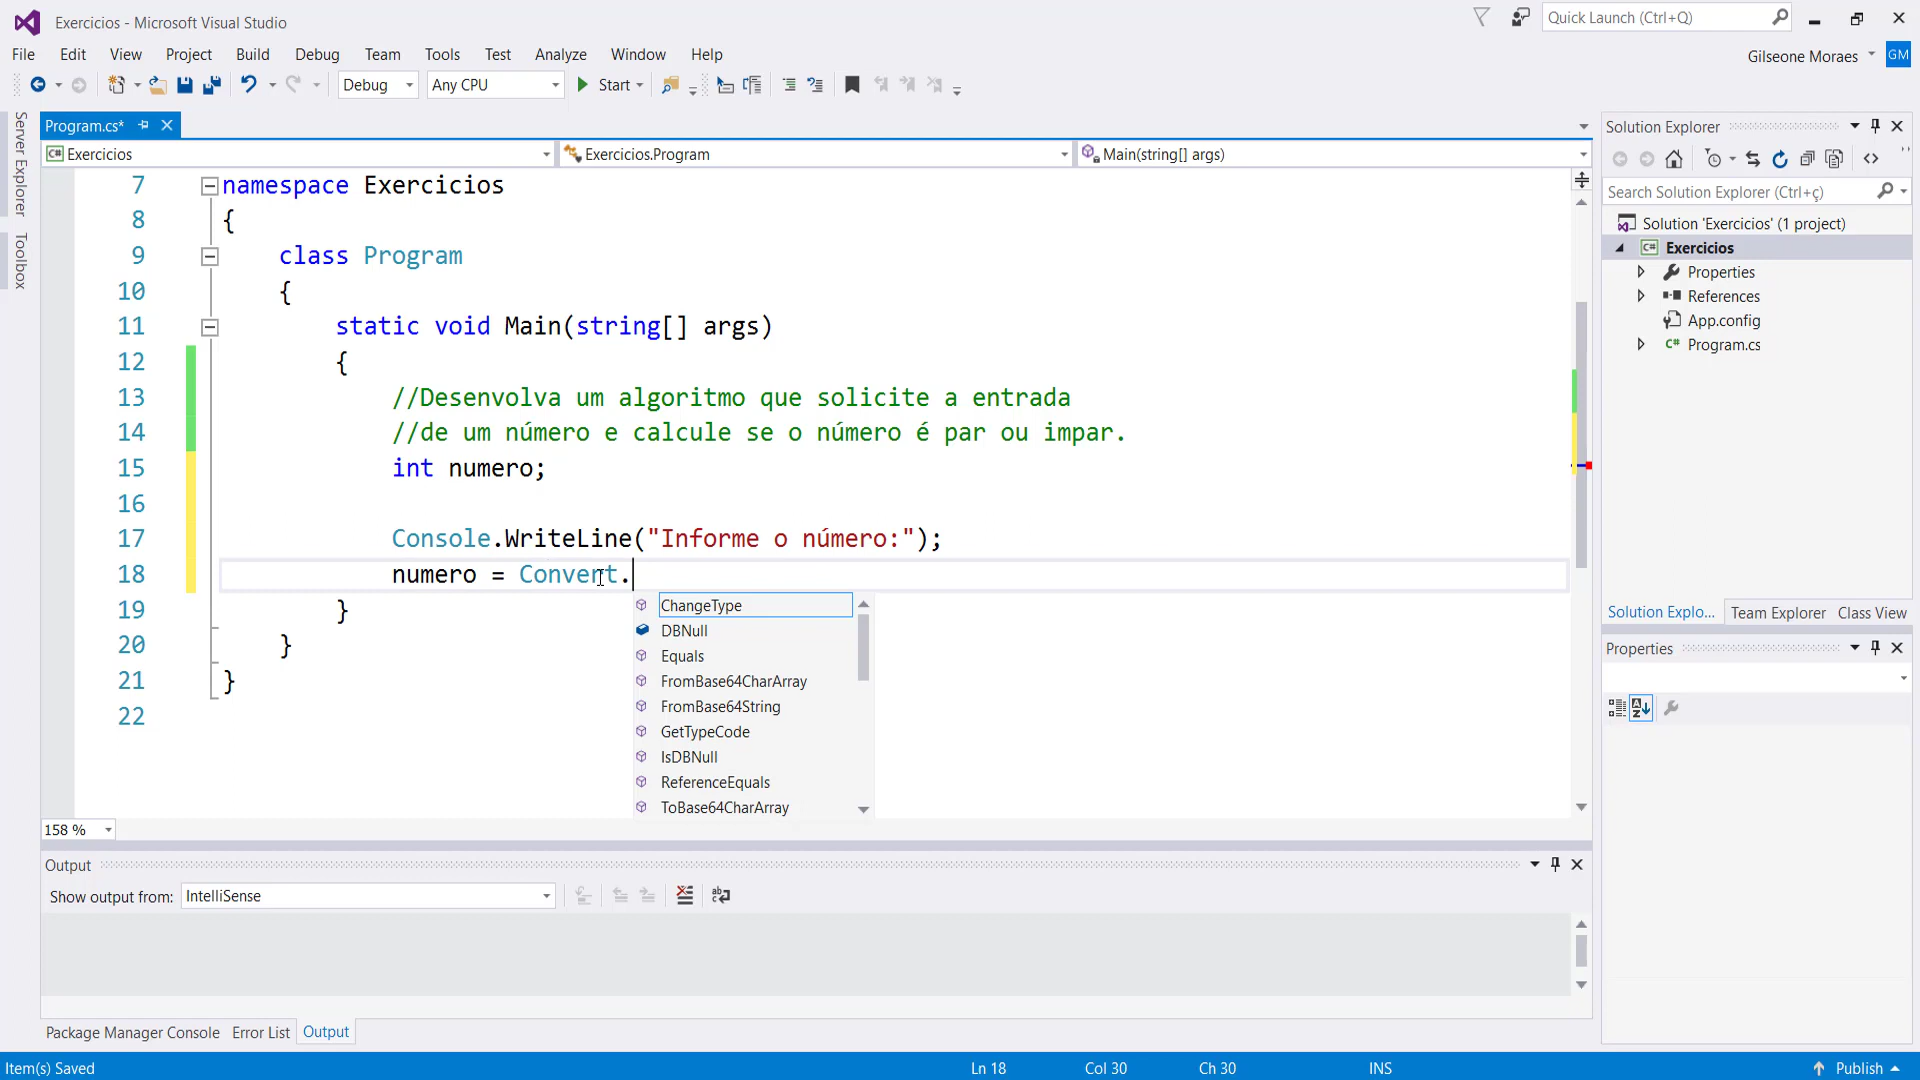 Exercicios - Microsoft Visual Studio
Quick Launch (Ctrl+Q)
File Edit View Project Build Debug Team Tools Test Analyze Window Help
Gilseone Moraes GM
Debug Any CPU Start
Server Explorer
Toolbox
Program.cs*
Exercicios Exercicios.Program Main(string[] args)
7 namespace Exercicios
8 {
9 class Program
10 {
11 static void Main(string[] args)
12 {
13 //Desenvolva um algoritmo que solicite a entrada
14 //de um número e calcule se o número é par ou impar.
15 int numero;
16
17 Console.WriteLine("Informe o número:");
18 numero = Convert.
19 }
20 }
21 }
22
ChangeType
DBNull
Equals
FromBase64CharArray
FromBase64String
GetTypeCode
IsDBNull
ReferenceEquals
ToBase64CharArray
158 %
Output
Show output from: IntelliSense
Package Manager Console Error List Output
Solution Explorer
Search Solution Explorer (Ctrl+ç)
Solution 'Exercicios' (1 project)
C# Exercicios
Properties
References
App.config
C# Program.cs
Solution Explo... Team Explorer Class View
Properties
Item(s) Saved Ln 18 Col 30 Ch 30 INS Publish